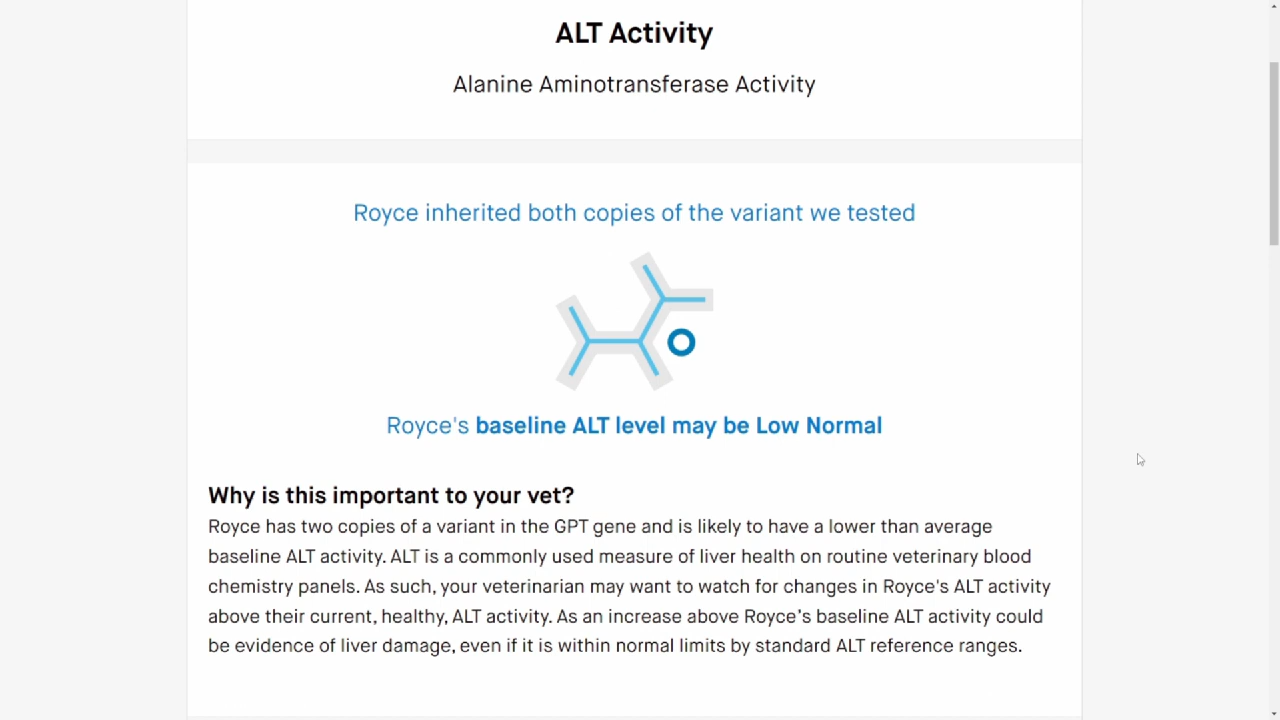 ALT Activity
Alanine Aminotransferase Activity
Royce inherited both copies of the variant we tested
Royce's baseline ALT level may be Low Normal
Why is this important to your vet?
Royce has two copies of a variant in the GPT gene and is likely to have a lower than average
baseline ALT activity. ALT is a commonly used measure of liver health on routine veterinary blood
chemistry panels. As such, your veterinarian may want to watch for changes in Royce's ALT activity
above their current, healthy, ALT activity. As an increase above Royce’s baseline ALT activity could
be evidence of liver damage, even if it is within normal limits by standard ALT reference ranges.